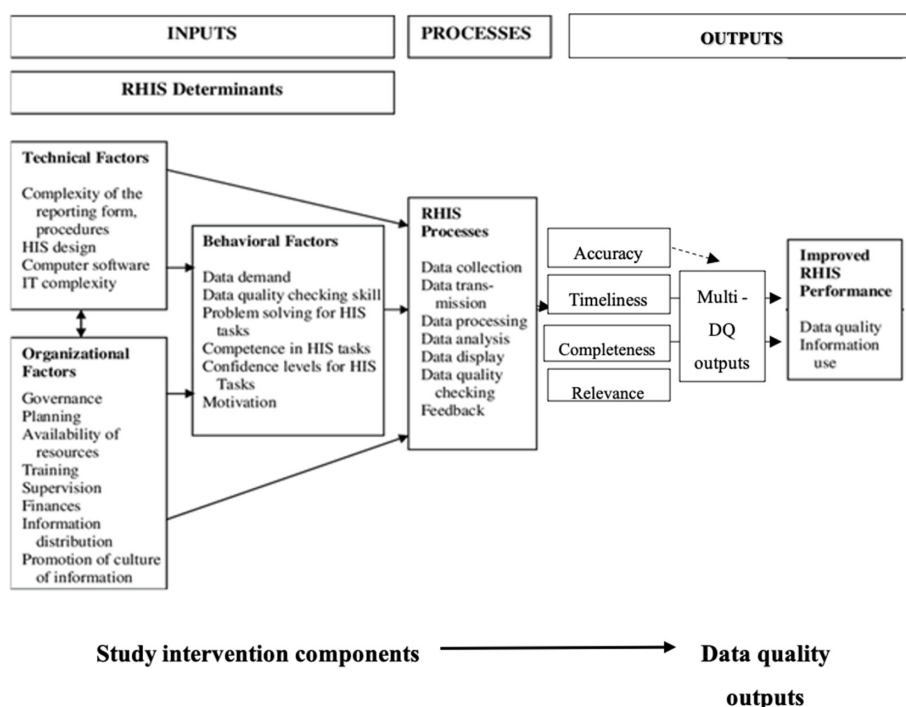 INPUTS
PROCESSES
OUTPUTS
RHIS Determinants
Technical Factors
Complexity of the
reporting form,
procedures
HIS design
Computer software
IT complexity
Organizational
Factors
Governance
Planning
Availability of
resources
Training
Supervision
Finances
Information
distribution
Promotion of culture
of information
Behavioral Factors
Data demand
Data quality checking skill
Problem solving for HIS
tasks
Competence in HIS tasks
Confidence levels for HIS
Tasks
Motivation
RHIS
Processes
Data collection
Data trans-
mission
Data processing
Data analysis
Data display
Data quality
checking
Feedback
Accuracy
Timeliness
Completeness
Relevance
Multi -
DQ
outputs
Improved
RHIS
Performance
Data quality
Information
use
Study intervention components
Data quality
outputs